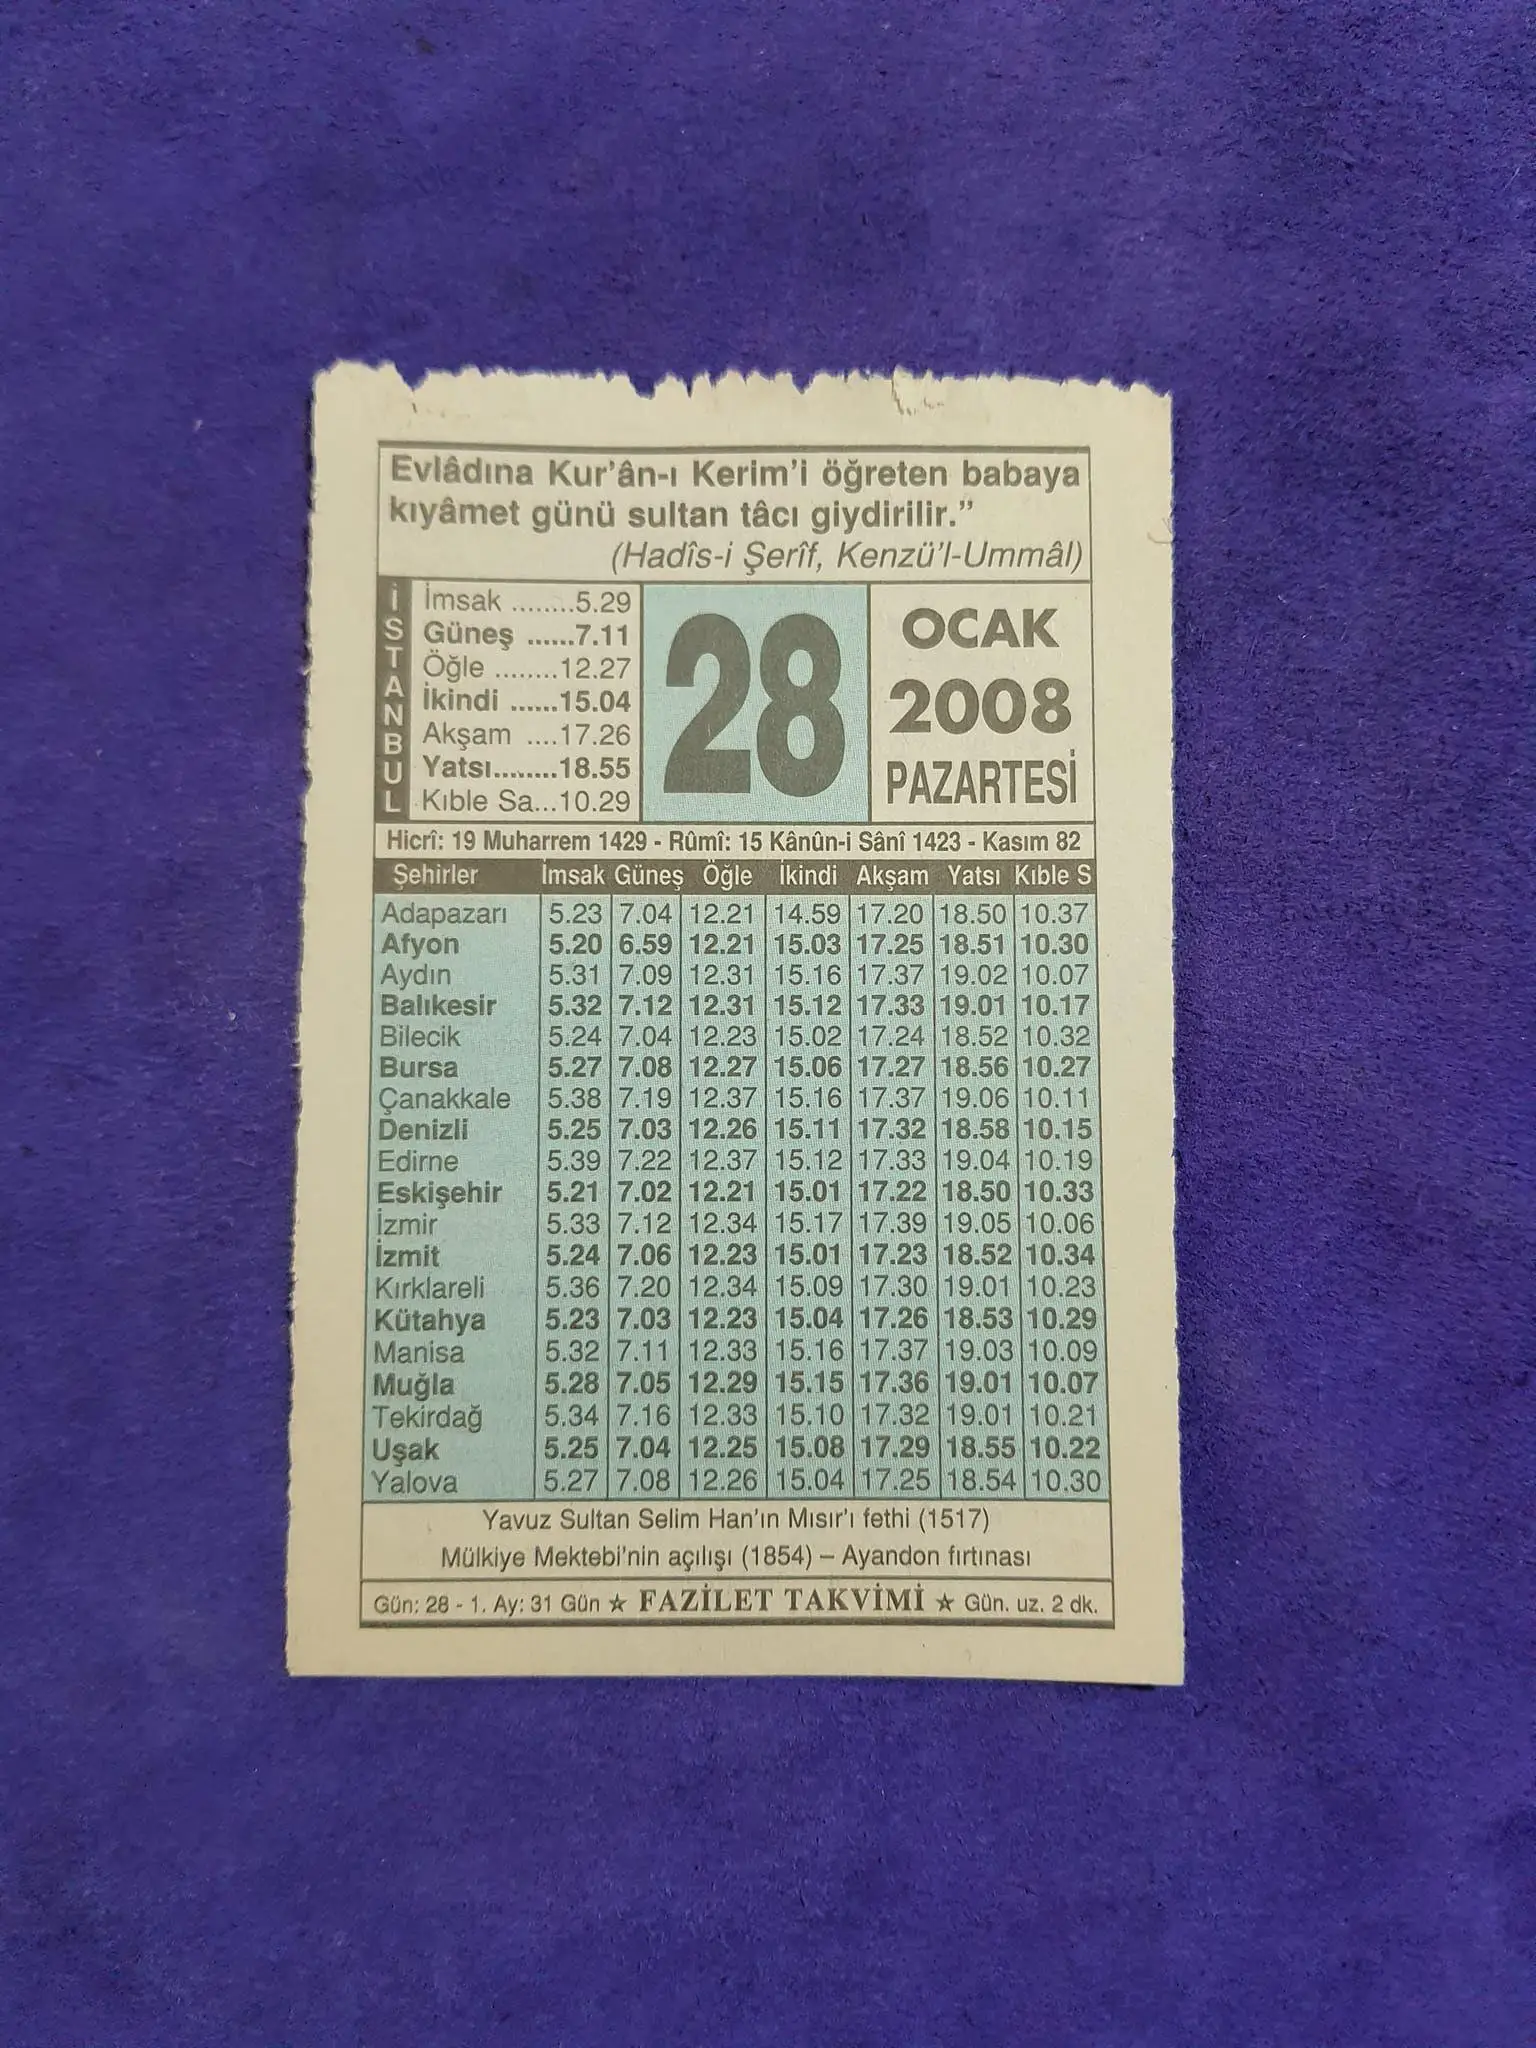 Evlâdına Kur'ân-ı Kerim'i öğreten babaya
kıyâmet günü sultan tâcı giydirilir.”
(Hadîs-i Şerîf, Kenzü'l-Ummâl)
İSTANBUL
İmsak ........5.29
Güneş ......7.11
Öğle ........12.27
İkindi ......15.04
Akşam ....17.26
Yatsı........18.55
Kıble Sa...10.29
28
OCAK
2008
PAZARTESİ
Hicrî: 19 Muharrem 1429 - Rûmî: 15 Kânûn-i Sânî 1423 - Kasım 82
Şehirler İmsak Güneş Öğle İkindi Akşam Yatsı Kıble S
Adapazarı 5.23 7.04 12.21 14.59 17.20 18.50 10.37
Afyon 5.20 6.59 12.21 15.03 17.25 18.51 10.30
Aydın 5.31 7.09 12.31 15.16 17.37 19.02 10.07
Balıkesir 5.32 7.12 12.31 15.12 17.33 19.01 10.17
Bilecik 5.24 7.04 12.23 15.02 17.24 18.52 10.32
Bursa 5.27 7.08 12.27 15.06 17.27 18.56 10.27
Çanakkale 5.38 7.19 12.37 15.16 17.37 19.06 10.11
Denizli 5.25 7.03 12.26 15.11 17.32 18.58 10.15
Edirne 5.39 7.22 12.37 15.12 17.33 19.04 10.19
Eskişehir 5.21 7.02 12.21 15.01 17.22 18.50 10.33
İzmir 5.33 7.12 12.34 15.17 17.39 19.05 10.06
İzmit 5.24 7.06 12.23 15.01 17.23 18.52 10.34
Kırklareli 5.36 7.20 12.34 15.09 17.30 19.01 10.23
Kütahya 5.23 7.03 12.23 15.04 17.26 18.53 10.29
Manisa 5.32 7.11 12.33 15.16 17.37 19.03 10.09
Muğla 5.28 7.05 12.29 15.15 17.36 19.01 10.07
Tekirdağ 5.34 7.16 12.33 15.10 17.32 19.01 10.21
Uşak 5.25 7.04 12.25 15.08 17.29 18.55 10.22
Yalova 5.27 7.08 12.26 15.04 17.25 18.54 10.30
Yavuz Sultan Selim Han'ın Mısır'ı fethi (1517)
Mülkiye Mektebi'nin açılışı (1854) – Ayandon fırtınası
Gün: 28 - 1. Ay: 31 Gün ★ FAZİLET TAKVİMİ ★ Gün. uz. 2 dk.